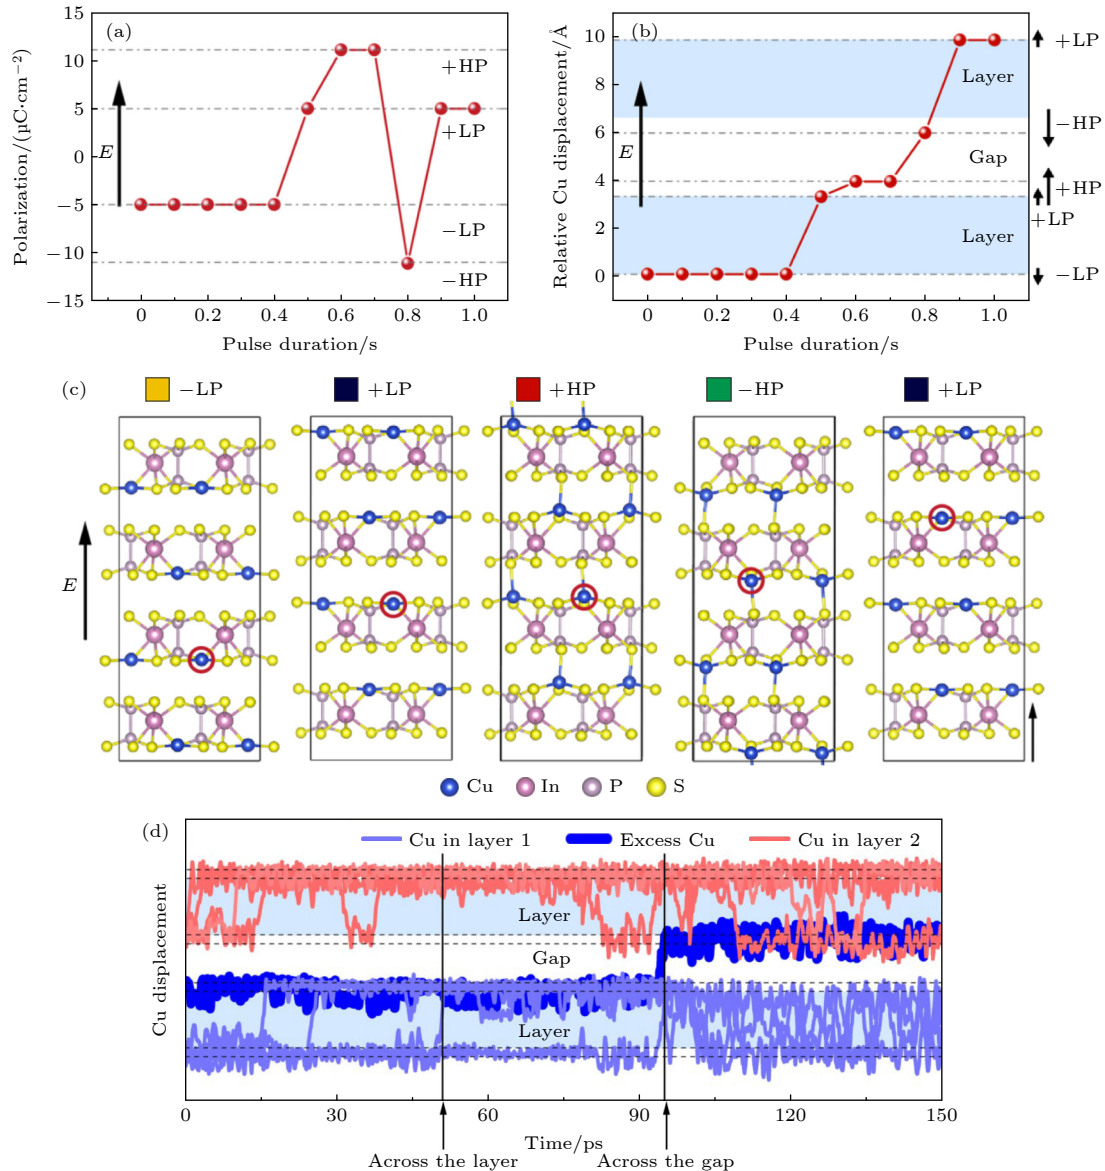 (a)
Polarization/(μC·cm⁻²)
15
10
5
0
−5
−10
−15
E
+HP
+LP
−LP
−HP
0
0.2
0.4
0.6
0.8
1.0
Pulse duration/s
(b)
Relative Cu displacement/Å
10
8
6
4
2
0
E
Layer
Gap
Layer
+LP
−HP
+HP
+LP
−LP
0
0.2
0.4
0.6
0.8
1.0
Pulse duration/s
(c)
−LP
+LP
+HP
−HP
+LP
E
Cu
In
P
S
(d)
Cu in layer 1
Excess Cu
Cu in layer 2
Cu displacement
Layer
Gap
Layer
0
30
60
90
120
150
Time/ps
Across the layer
Across the gap